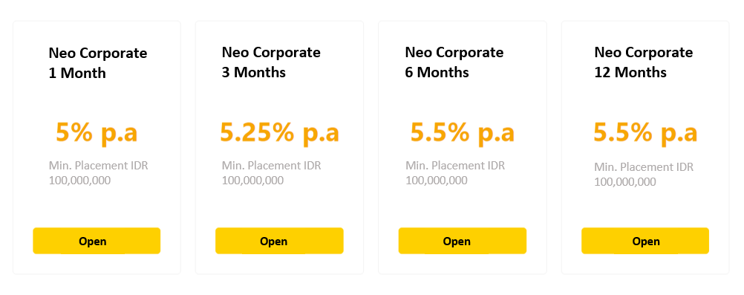 Neo Corporate
1 Month
5% p.a
Min. Placement IDR
100,000,000
Open
Neo Corporate
3 Months
5.25% p.a
Min. Placement IDR
100,000,000
Open
Neo Corporate
6 Months
5.5% p.a
Min. Placement IDR
100,000,000
Open
Neo Corporate
12 Months
5.5% p.a
Min. Placement IDR
100,000,000
Open